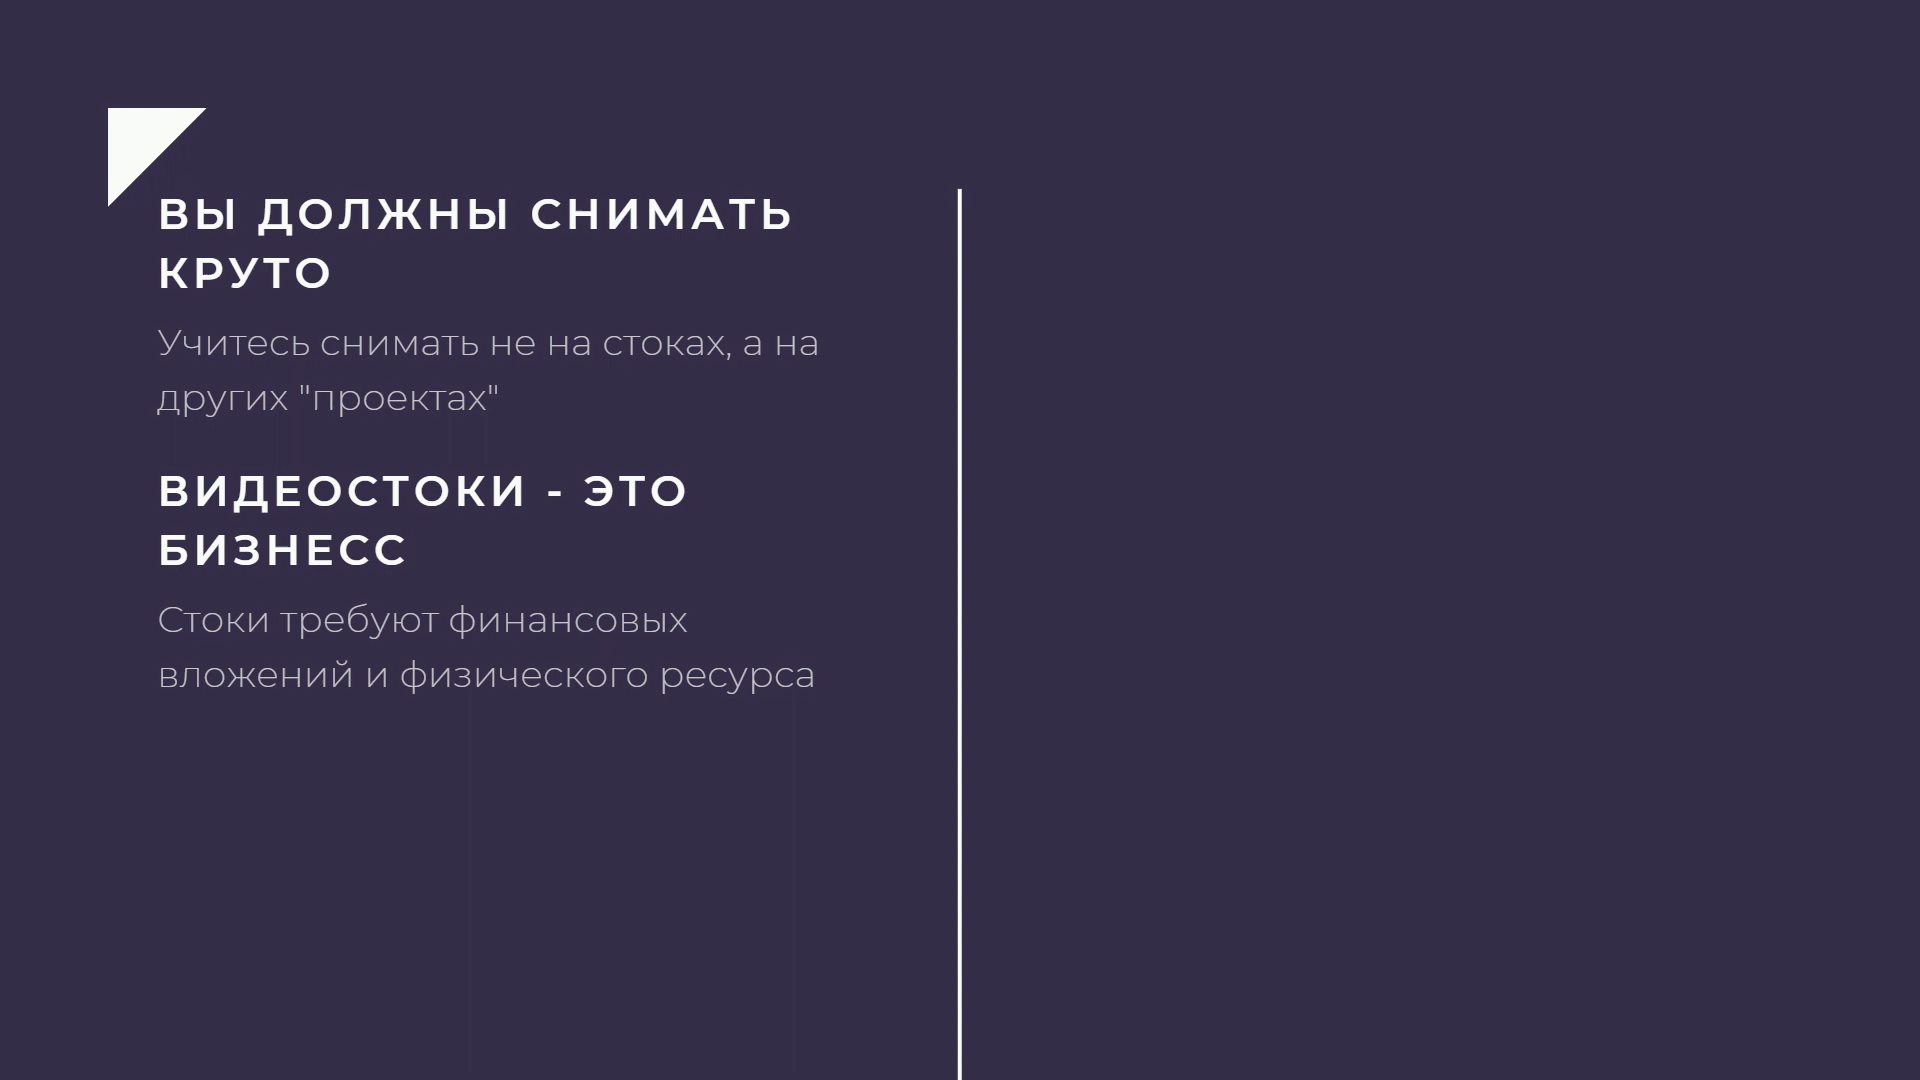 ВЫ ДОЛЖНЫ СНИМАТЬ
КРУТО
Учитесь снимать не на стоках, а на
других "проектах"
ВИДЕОСТОКИ - ЭТО
БИЗНЕСС
Стоки требуют финансовых
вложений и физического ресурса